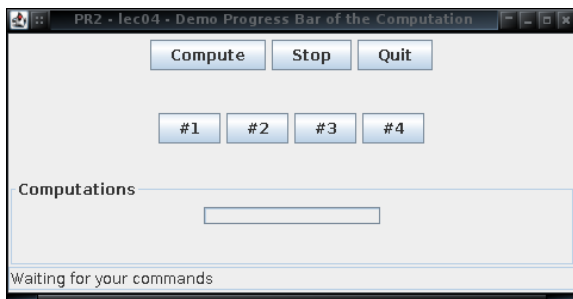 PR2 - lec04 - Demo Progress Bar of the Computation
Compute Stop Quit
#1 #2 #3 #4
Computations
Waiting for your commands